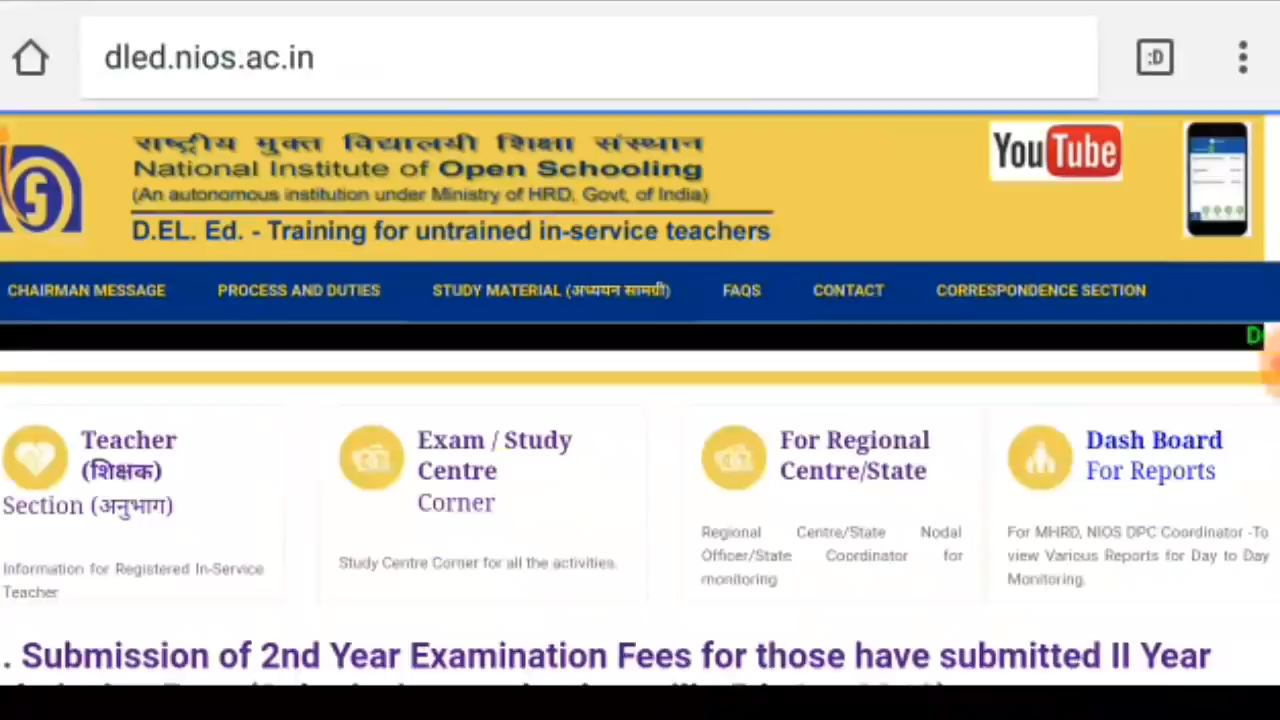 dled.nios.ac.in
:D
राष्ट्रीय मुक्त विद्यालयी शिक्षा संस्थान
National Institute of Open Schooling
(An autonomous institution under Ministry of HRD, Govt. of India)
D.EL. Ed. - Training for untrained in-service teachers
You Tube
CHAIRMAN MESSAGE PROCESS AND DUTIES STUDY MATERIAL (अध्ययन सामग्री) FAQS CONTACT CORRESPONDENCE SECTION
Teacher
(शिक्षक)
Section (अनुभाग)
Information for Registered In-Service
Teacher
Exam / Study
Centre
Corner
Study Centre Corner for all the activities.
For Regional
Centre/State
Regional Centre/State Nodal
Officer/State Coordinator for
monitoring
Dash Board
For Reports
For MHRD, NIOS DPC Coordinator -To
view Various Reports for Day to Day
Monitoring.
. Submission of 2nd Year Examination Fees for those have submitted II Year